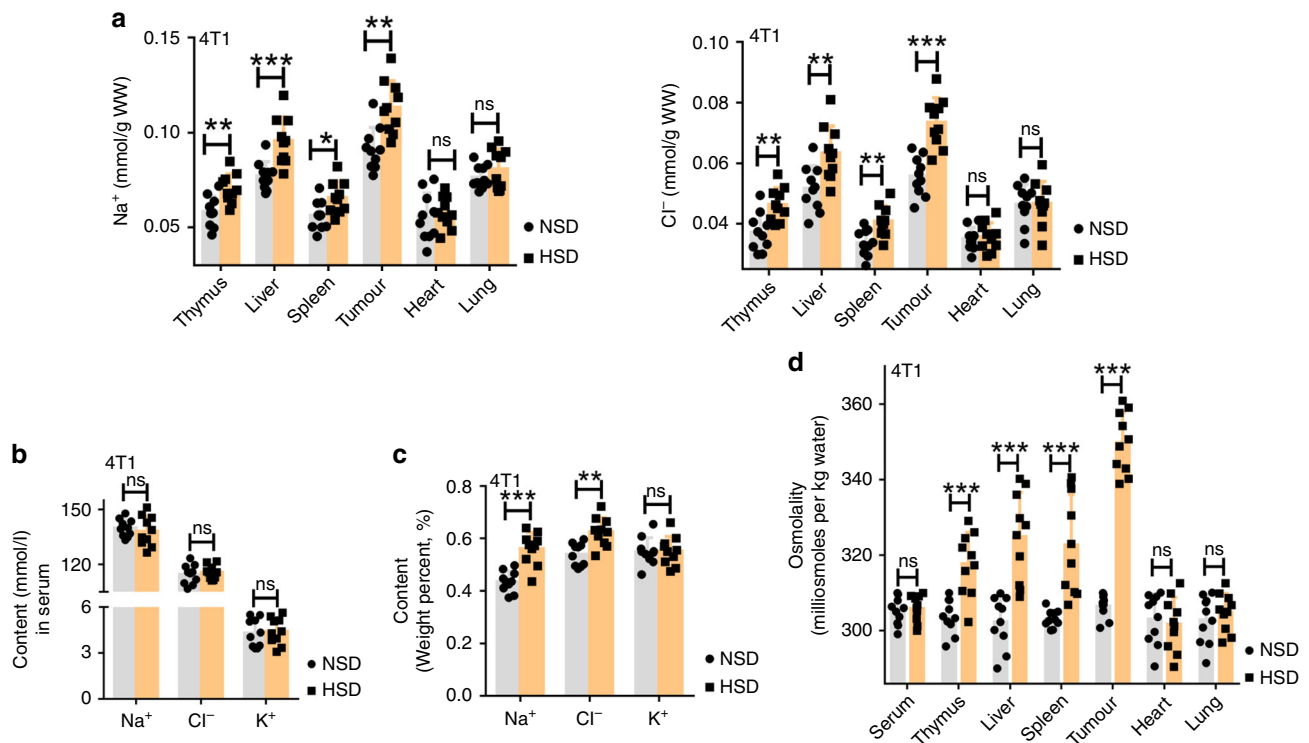 a
4T1
Na⁺ (mmol/g WW)
0.15
0.10
0.05
**
***
*
**
ns
ns
Thymus
Liver
Spleen
Tumour
Heart
Lung
NSD
HSD
4T1
Cl⁻ (mmol/g WW)
0.10
0.08
0.06
0.04
**
**
**
***
ns
ns
Thymus
Liver
Spleen
Tumour
Heart
Lung
NSD
HSD
b
4T1
Content (mmol/l)
in serum
150
120
6
3
0
ns
ns
ns
Na⁺
Cl⁻
K⁺
NSD
HSD
c
4T1
Content
(Weight percent, %)
0.8
0.6
0.4
0.2
0.0
***
**
ns
Na⁺
Cl⁻
K⁺
NSD
HSD
d
4T1
Osmolality
(milliosmoles per kg water)
360
340
320
300
ns
***
***
***
***
ns
ns
Serum
Thymus
Liver
Spleen
Tumour
Heart
Lung
NSD
HSD